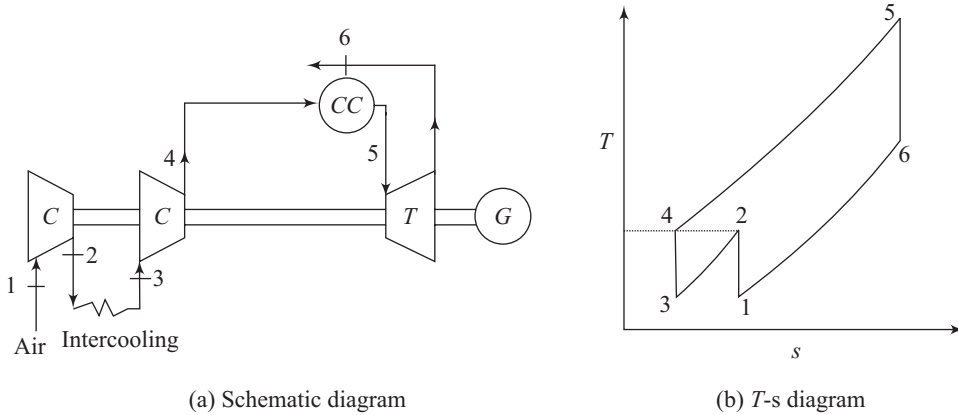 6
CC
4
5
C
C
T
G
2
3
1
Air
Intercooling
(a) Schematic diagram
5
T
6
4
2
3
1
s
(b) T-s diagram